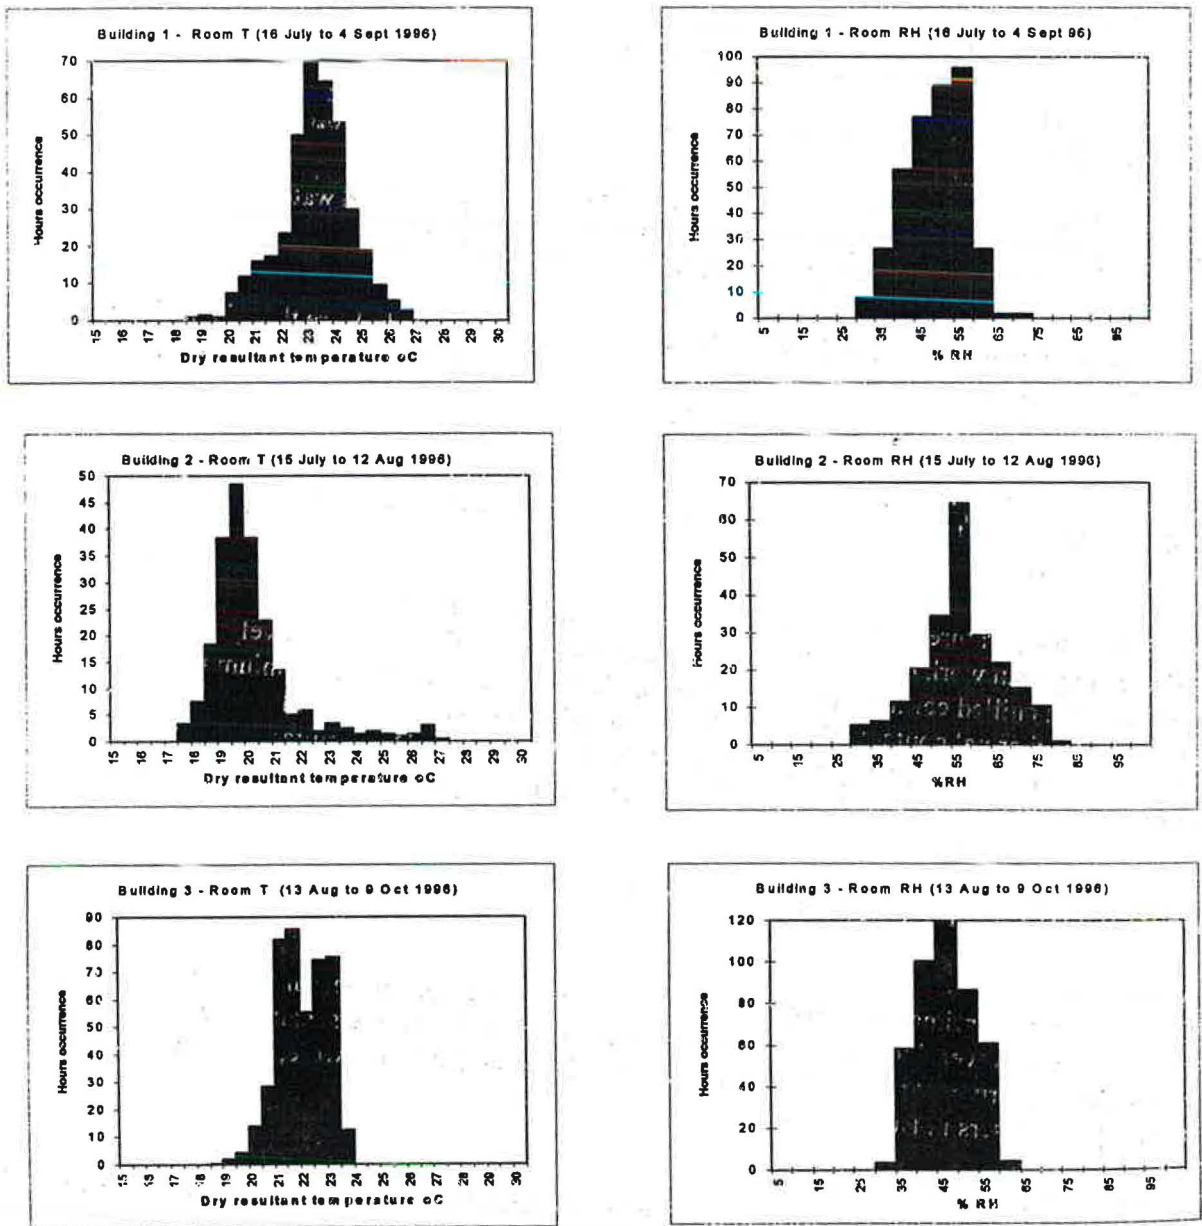 Building 1 - Room T (16 July to 4 Sept 1996)
Hours occurrence
70
60
50
40
30
20
10
0
15 16 17 18 19 20 21 22 23 24 25 26 27 28 29 30
Dry resultant temperature oC
Building 1 - Room RH (16 July to 4 Sept 96)
Hours occurrence
100
90
80
70
60
50
40
30
20
10
0
5 15 25 35 45 55 65 75 85 95
% RH
Building 2 - Room T (15 July to 12 Aug 1996)
Hours occurrence
50
45
40
35
30
25
20
15
10
5
0
15 16 17 18 19 20 21 22 23 24 25 26 27 28 29 30
Dry resultant temperature oC
Building 2 - Room RH (15 July to 12 Aug 1996)
Hours occurrence
70
60
50
40
30
20
10
0
5 15 25 35 45 55 65 75 85 95
%RH
Building 3 - Room T (13 Aug to 9 Oct 1996)
Hours occurrence
90
80
70
60
50
40
30
20
10
0
15 16 17 18 19 20 21 22 23 24 25 26 27 28 29 30
Dry resultant temperature oC
Building 3 - Room RH (13 Aug to 9 Oct 1996)
Hours occurrence
120
100
80
60
40
20
0
5 15 25 35 45 55 65 75 85 95
% RH